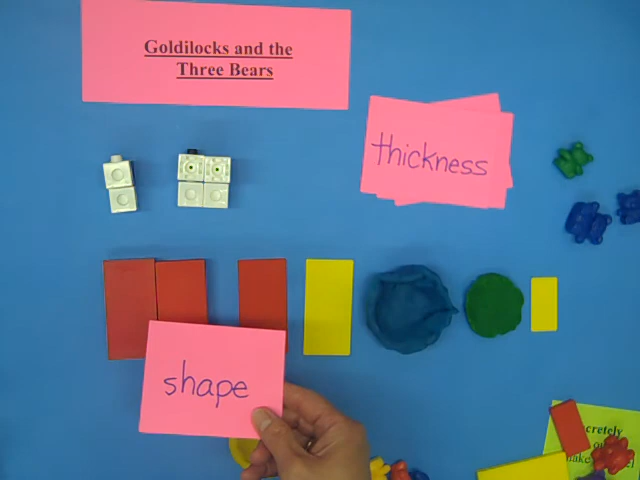 Goldilocks and the
Three Bears
thickness
shape